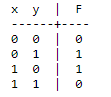 x y | F
------+----
0 0 | 0
0 1 | 1
1 0 | 1
1 1 | 0